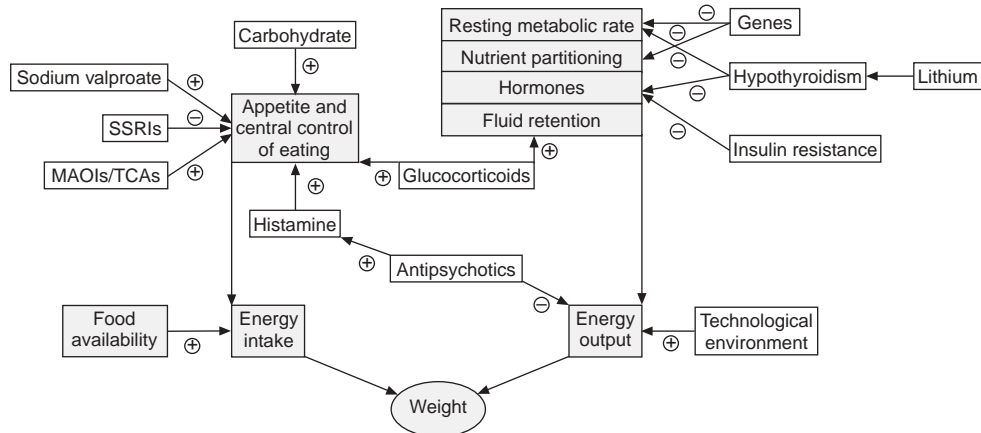 Carbohydrate
Sodium valproate
SSRIs
MAOIs/TCAs
Appetite and
central control
of eating
Resting metabolic rate
Nutrient partitioning
Hormones
Fluid retention
Genes
Hypothyroidism
Lithium
Insulin resistance
Glucocorticoids
Histamine
Antipsychotics
Food
availability
Energy
intake
Energy
output
Technological
environment
Weight